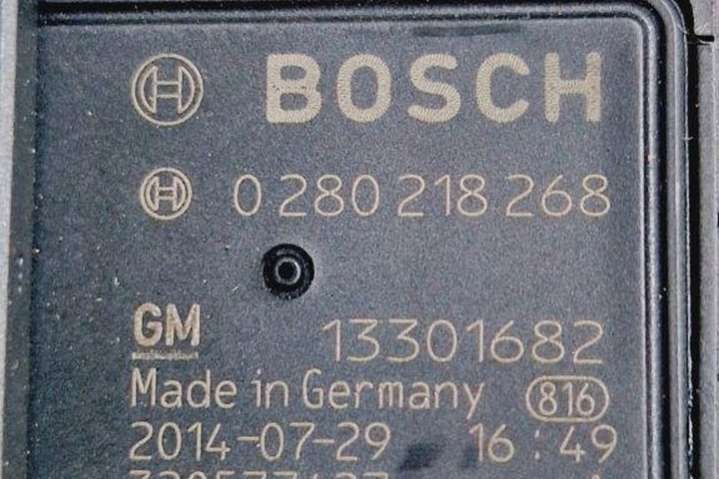 BOSCH
0 280 218 268
GM 13301682
Made in Germany 816
2014-07-29 16:49